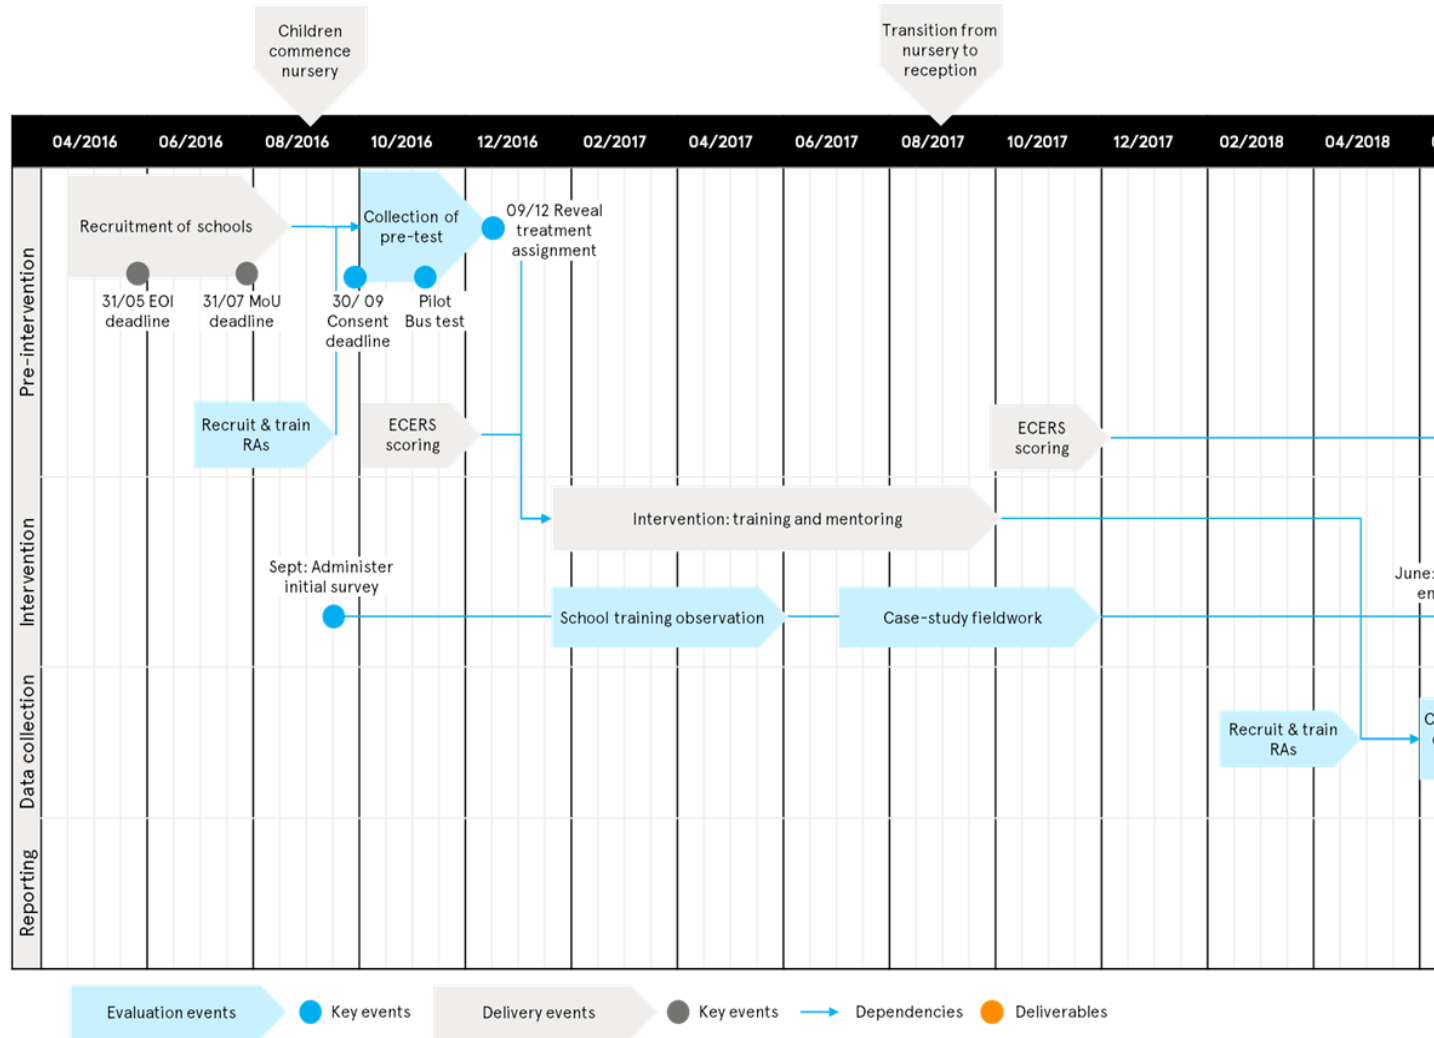 Children
commence
nursery
Transition from
nursery to
reception
04/2016 06/2016 08/2016 10/2016 12/2016 02/2017 04/2017 06/2017 08/2017 10/2017 12/2017 02/2018 04/2018
Pre-intervention
Recruitment of schools
31/05 EOI
deadline
31/07 MoU
deadline
Collection of
pre-test
30/ 09
Consent
deadline
Pilot
Bus test
09/12 Reveal
treatment
assignment
Recruit & train
RAs
ECERS
scoring
ECERS
scoring
Intervention
Intervention: training and mentoring
Sept: Administer
initial survey
School training observation
Case-study fieldwork
June:
en
Data collection
Recruit & train
RAs
C
Reporting
Evaluation events
Key events
Delivery events
Key events
Dependencies
Deliverables